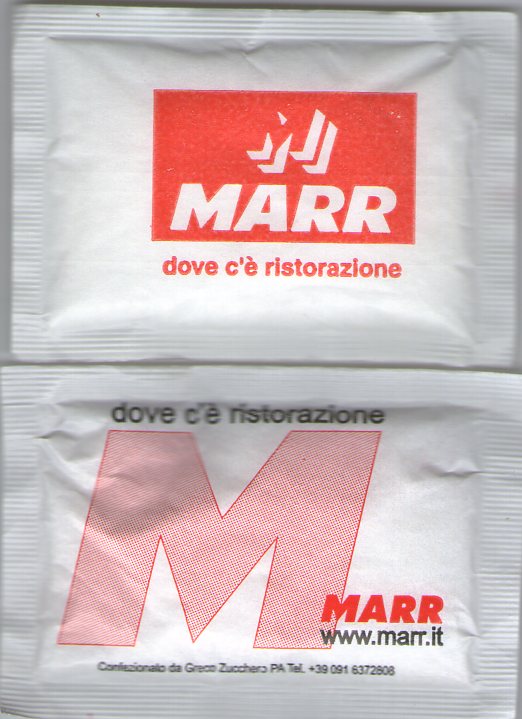 MARR
dove c'è ristorazione
dove c'è ristorazione
M
MARR
www.marr.it
Confezionato da Greco Zucchero PA Tel. +39 091 6372808